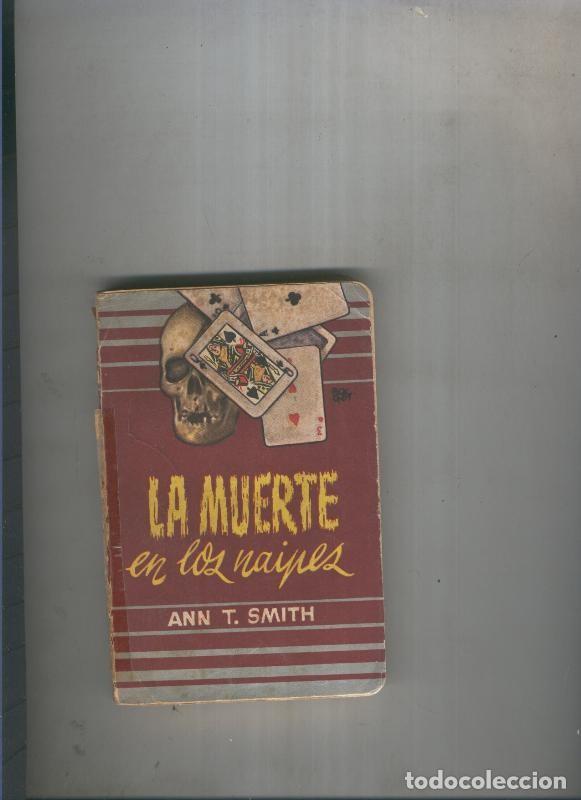 LA MUERTE
en los naipes
ANN T. SMITH
todocoleccion